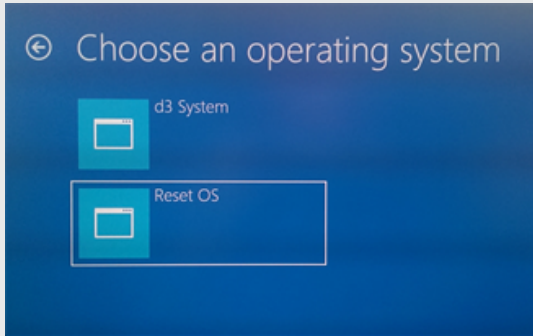 Choose an operating system
d3 System
Reset OS